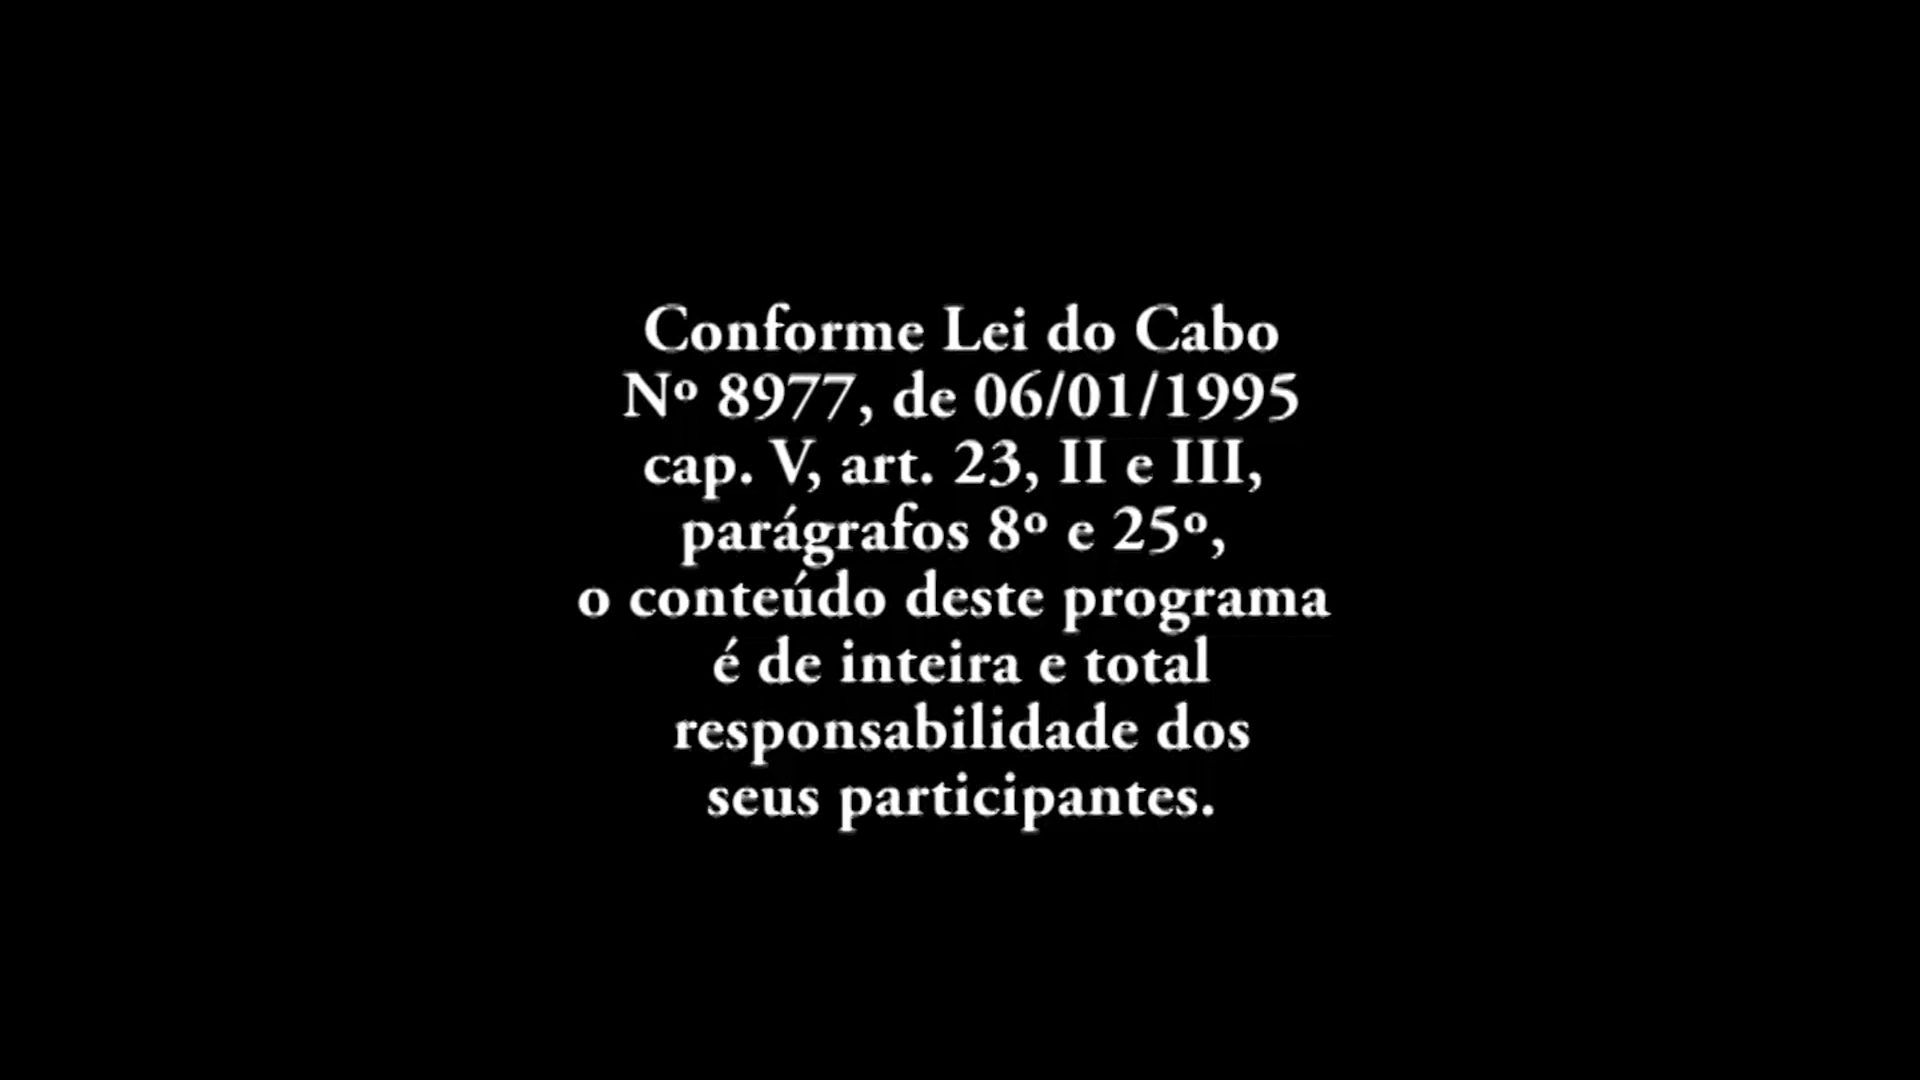 Conforme Lei do Cabo
Nº 8977, de 06/01/1995
cap. V, art. 23, II e III,
parágrafos 8º e 25º,
o conteúdo deste programa
é de inteira e total
responsabilidade dos
seus participantes.